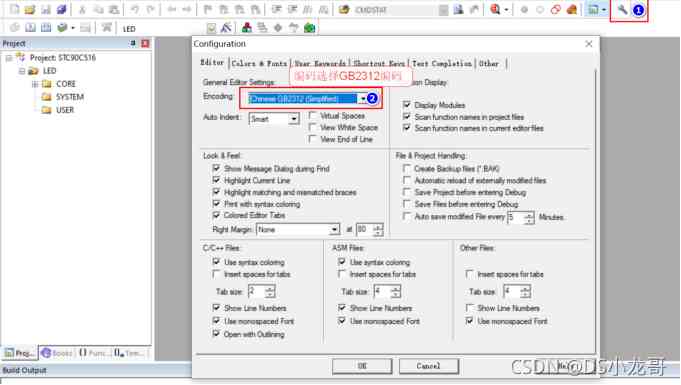 CMDSTAT
1
LED
Project
Project: STC90C516
LED
CORE
SYSTEM
USER
Configuration
Editor
Colors & Fonts
User Keywords
Shortcut Keys
Text Completion
Other
编码选择GB2312编码
General Editor Settings:
Encoding:
Chinese GB2312 (Simplified)
2
Auto Indent:
Smart
Virtual Spaces
View White Space
View End of Line
Display Modules
Scan function names in project files
Scan function names in current editor files
Look & Feel:
Show Message Dialog during Find
Highlight Current Line
Highlight matching and mismatched braces
Print with syntax coloring
Colored Editor Tabs
Right Margin:
None
at
80
File & Project Handling:
Create Backup files (*.BAK)
Automatic reload of externally modified files
Save Project before entering Debug
Save Files before entering Debug
Auto save modified File every
5
Minutes.
C/C++ Files:
Use syntax coloring
Insert spaces for tabs
Tab size:
2
Show Line Numbers
Use monospaced Font
Open with Outlining
ASM Files:
Use syntax coloring
Insert spaces for tabs
Tab size:
4
Show Line Numbers
Use monospaced Font
Other Files:
Insert spaces for tabs
Tab size:
4
Show Line Numbers
Use monospaced Font
OK
Cancel
Proj...
Books
Func...
Tem...
Build Output
CSDN @DS小龙哥